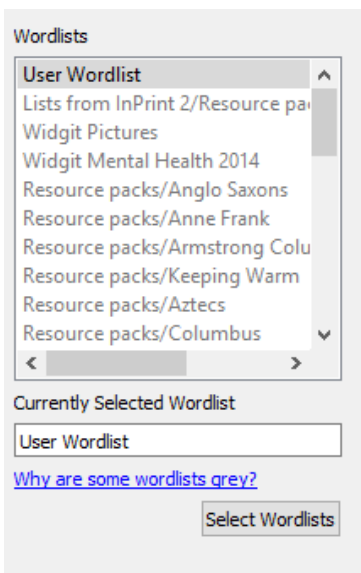 Wordlists
User Wordlist
Lists from InPrint 2/Resource pa
Widgit Pictures
Widgit Mental Health 2014
Resource packs/Anglo Saxons
Resource packs/Anne Frank
Resource packs/Armstrong Colu
Resource packs/Keeping Warm
Resource packs/Aztecs
Resource packs/Columbus
Currently Selected Wordlist
User Wordlist
Why are some wordlists grey?
Select Wordlists